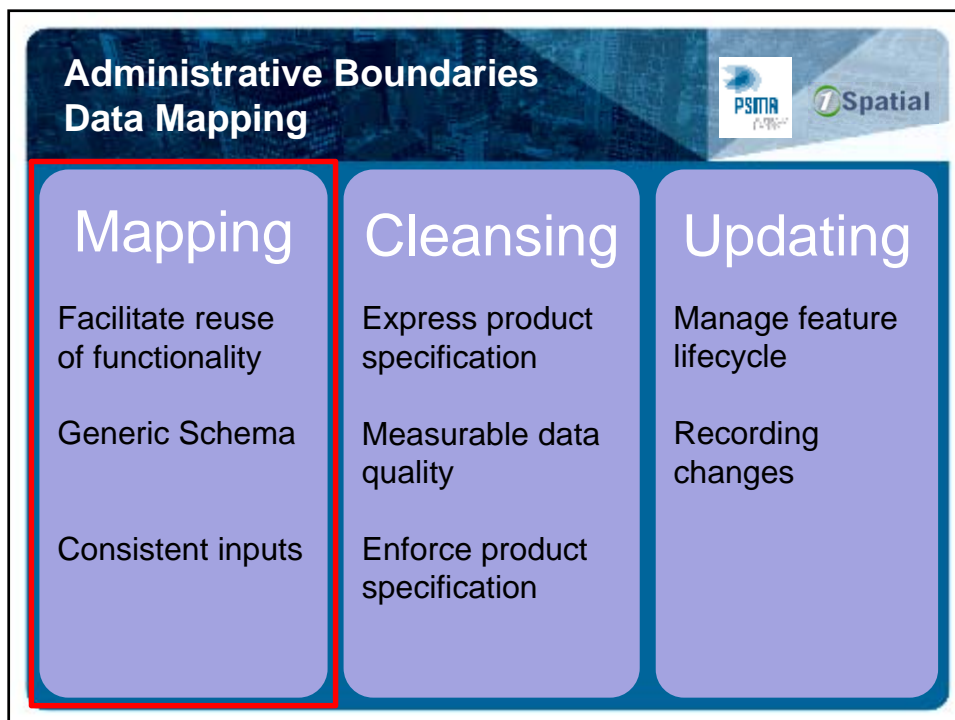 Administrative Boundaries
Data Mapping
PSMA
1Spatial
Mapping
Facilitate reuse
of functionality
Generic Schema
Consistent inputs
Cleansing
Express product
specification
Measurable data
quality
Enforce product
specification
Updating
Manage feature
lifecycle
Recording
changes